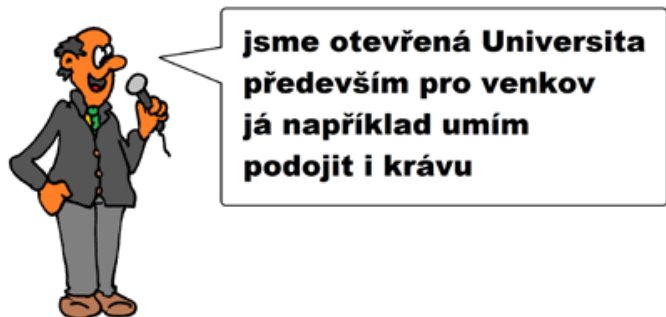 jsme otevřená Universita
především pro venkov
já například umím
podojit i krávu